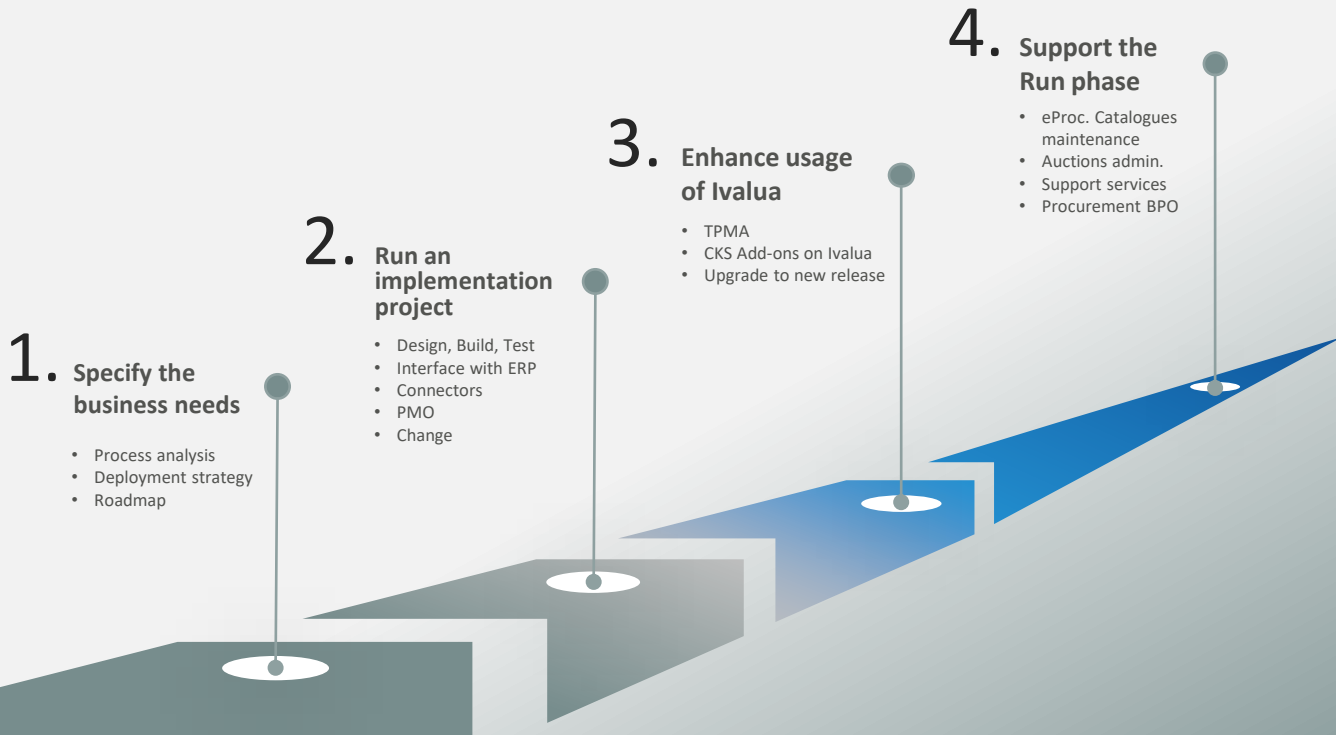 1.
Specify the
business needs
• Process analysis
• Deployment strategy
• Roadmap
2.
Run an
implementation
project
• Design, Build, Test
• Interface with ERP
• Connectors
• PMO
• Change
3.
Enhance usage
of Ivalua
• TPMA
• CKS Add-ons on Ivalua
• Upgrade to new release
4.
Support the
Run phase
• eProc. Catalogues
maintenance
• Auctions admin.
• Support services
• Procurement BPO